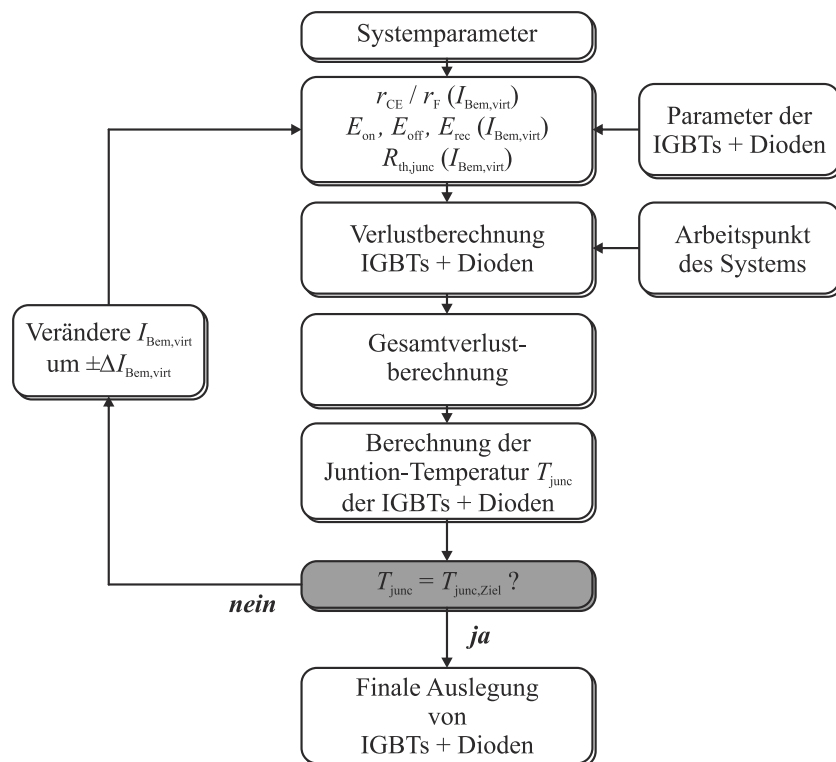 Systemparameter
r_CE / r_F (I_Bem,virt)
E_on, E_off, E_rec (I_Bem,virt)
R_th,junc (I_Bem,virt)
Parameter der
IGBTs + Dioden
Verlustberechnung
IGBTs + Dioden
Arbeitspunkt
des Systems
Verändere I_Bem,virt
um ±ΔI_Bem,virt
Gesamtverlust-
berechnung
Berechnung der
Juntion-Temperatur T_junc
der IGBTs + Dioden
T_junc = T_junc,Ziel ?
nein
ja
Finale Auslegung
von
IGBTs + Dioden